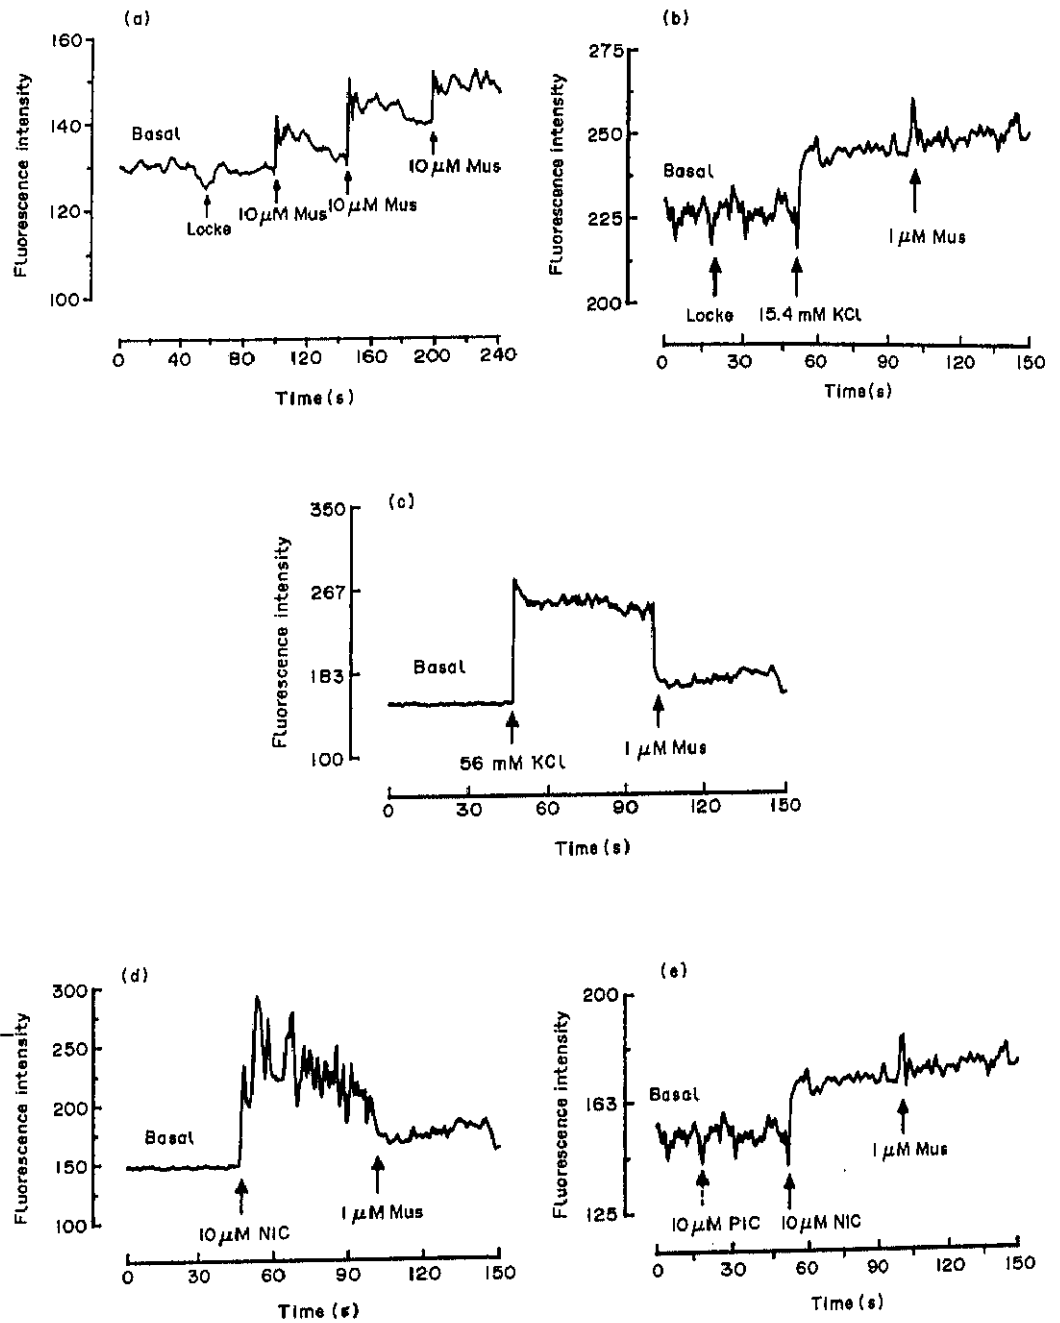 (a)
Fluorescence intensity
160
140
120
100
Basal
Locke
10 μM Mus
10 μM Mus
10 μM Mus
0 40 80 120 160 200 240
Time (s)
(b)
Fluorescence intensity
275
250
225
200
Basal
Locke
15.4 mM KCl
1 μM Mus
0 30 60 90 120 150
Time (s)
(c)
Fluorescence intensity
350
267
183
100
Basal
56 mM KCl
1 μM Mus
0 30 60 90 120 150
Time (s)
(d)
Fluorescence intensity
300
250
200
150
100
Basal
10 μM NIC
1 μM Mus
0 30 60 90 120 150
Time (s)
(e)
Fluorescence intensity
200
163
125
Basal
10 μM PIC
10 μM NIC
1 μM Mus
0 30 60 90 120 150
Time (s)